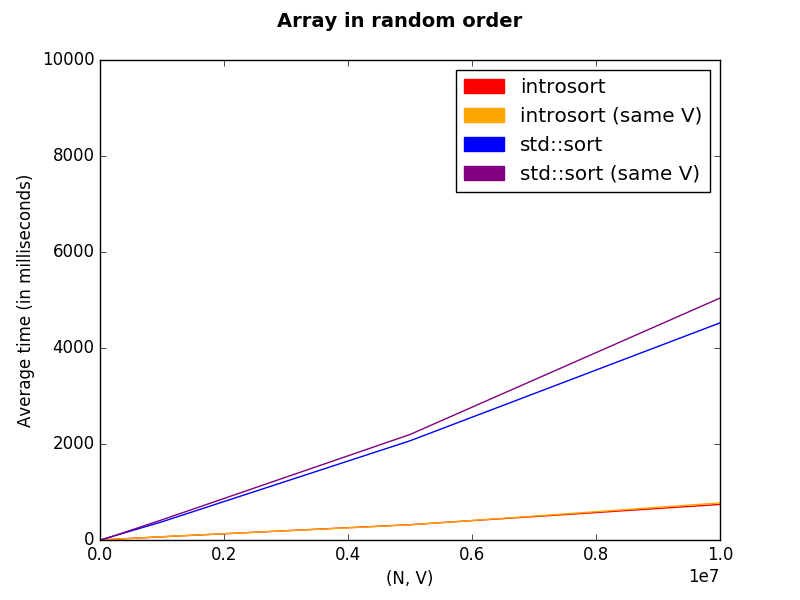 Array in random order
10000
8000
6000
4000
2000
0
Average time (in milliseconds)
introsort
introsort (same V)
std::sort
std::sort (same V)
0.0
0.2
0.4
0.6
0.8
1.0
1e7
(N, V)